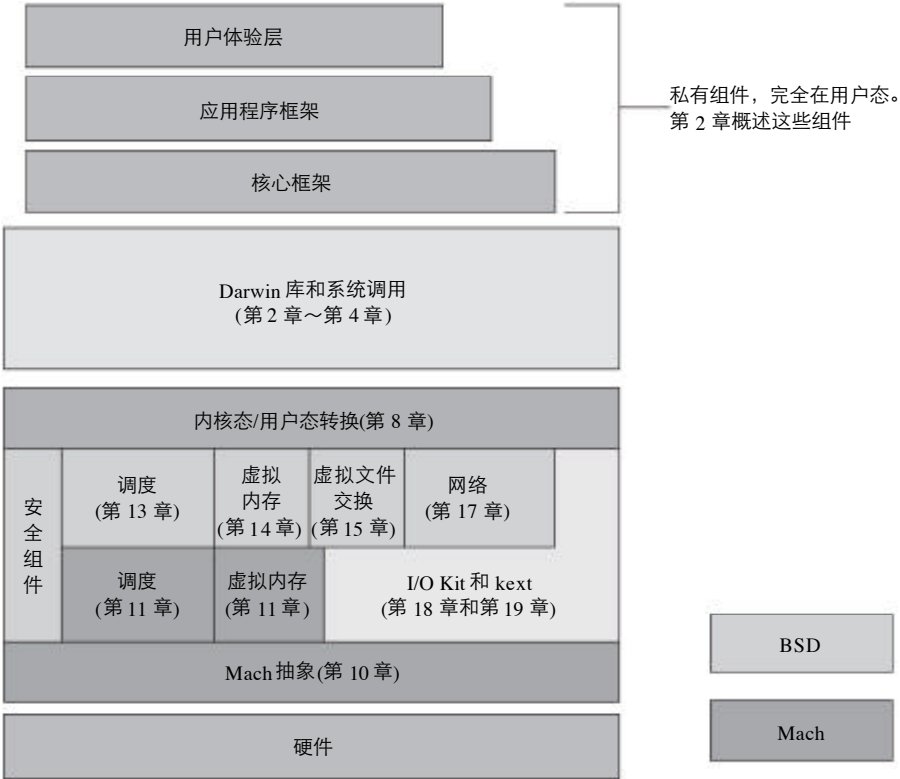 用户体验层
应用程序框架
核心框架
私有组件，完全在用户态。
第 2 章概述这些组件
Darwin 库和系统调用
(第 2 章～第 4 章)
内核态/用户态转换(第 8 章)
安
全
组
件
调度
(第 13 章)
虚拟
内存
(第 14 章)
虚拟文件
交换
(第 15 章)
网络
(第 17 章)
调度
(第 11 章)
虚拟内存
(第 11 章)
I/O Kit 和 kext
(第 18 章和第 19 章)
Mach 抽象(第 10 章)
硬件
BSD
Mach